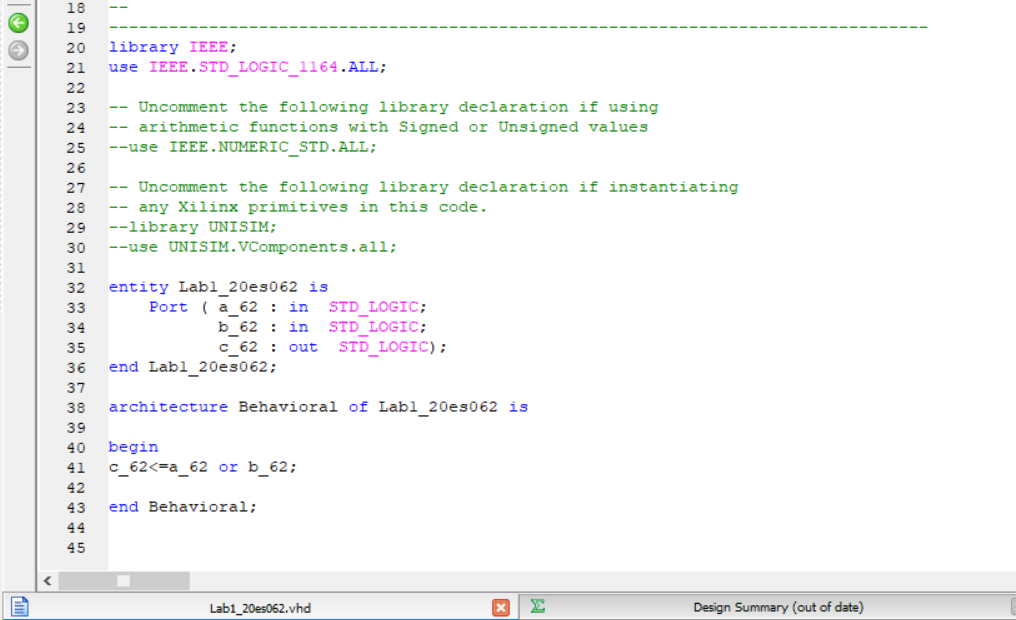 18 --
19 ----------------------------------------------------------------------------------
20 library IEEE;
21 use IEEE.STD_LOGIC_1164.ALL;
22
23 -- Uncomment the following library declaration if using
24 -- arithmetic functions with Signed or Unsigned values
25 --use IEEE.NUMERIC_STD.ALL;
26
27 -- Uncomment the following library declaration if instantiating
28 -- any Xilinx primitives in this code.
29 --library UNISIM;
30 --use UNISIM.VComponents.all;
31
32 entity Lab1_20es062 is
33     Port ( a_62 : in  STD_LOGIC;
34            b_62 : in  STD_LOGIC;
35            c_62 : out  STD_LOGIC);
36 end Lab1_20es062;
37
38 architecture Behavioral of Lab1_20es062 is
39
40 begin
41 c_62<=a_62 or b_62;
42
43 end Behavioral;
44
45
Lab1_20es062.vhd Design Summary (out of date)